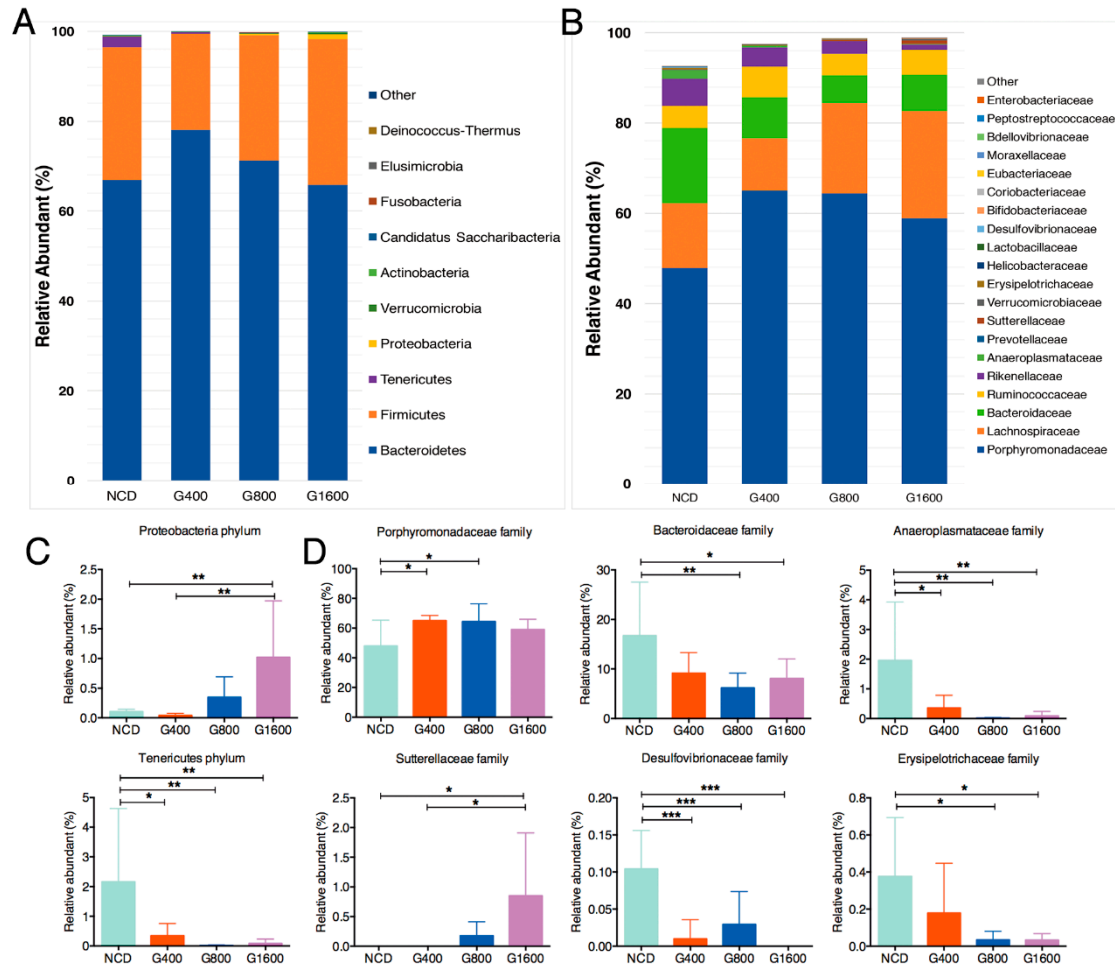 A
Relative Abundant (%)
100
80
60
40
20
0
NCD G400 G800 G1600
Other
Deinococcus-Thermus
Elusimicrobia
Fusobacteria
Candidatus Saccharibacteria
Actinobacteria
Verrucomicrobia
Proteobacteria
Tenericutes
Firmicutes
Bacteroidetes
B
Relative Abundant (%)
100
80
60
40
20
0
NCD G400 G800 G1600
Other
Enterobacteriaceae
Peptostreptococcaceae
Bdellovibrionaceae
Moraxellaceae
Eubacteriaceae
Coriobacteriaceae
Bifidobacteriaceae
Desulfovibrionaceae
Lactobacillaceae
Helicobacteraceae
Erysipelotrichaceae
Verrucomicrobiaceae
Sutterellaceae
Prevotellaceae
Anaeroplasmataceae
Rikenellaceae
Ruminococcaceae
Bacteroidaceae
Lachnospiraceae
Porphyromonadaceae
C
Proteobacteria phylum
Relative abundant (%)
2.5
2.0
1.5
1.0
0.5
0.0
**
**
NCD G400 G800 G1600
D
Porphyromonadaceae family
Relative abundant (%)
100
80
60
40
20
0
*
*
NCD G400 G800 G1600
Bacteroidaceae family
Relative abundant (%)
30
20
10
0
*
**
NCD G400 G800 G1600
Anaeroplasmataceae family
Relative abundant (%)
5
4
3
2
1
0
**
**
*
NCD G400 G800 G1600
Tenericutes phylum
Relative abundant (%)
5
4
3
2
1
0
**
**
*
NCD G400 G800 G1600
Sutterellaceae family
Relative abundant (%)
2.5
2.0
1.5
1.0
0.5
0.0
*
*
NCD G400 G800 G1600
Desulfovibrionaceae family
Relative abundant (%)
0.20
0.15
0.10
0.05
0.00
***
***
***
NCD G400 G800 G1600
Erysipelotrichaceae family
Relative abundant (%)
0.8
0.6
0.4
0.2
0.0
*
*
NCD G400 G800 G1600